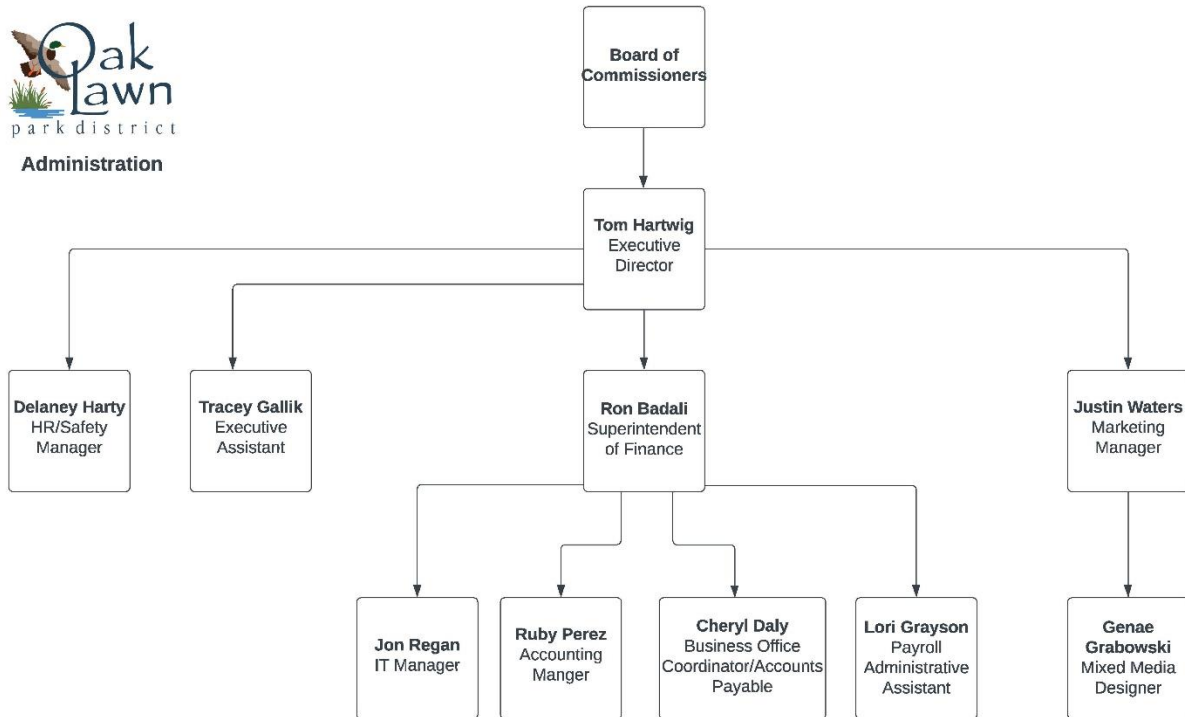 Oak
Lawn
park district
Administration
Board of
Commissioners
Tom Hartwig
Executive
Director
Delaney Harty
HR/Safety
Manager
Tracey Gallik
Executive
Assistant
Ron Badali
Superintendent
of Finance
Justin Waters
Marketing
Manager
Jon Regan
IT Manager
Ruby Perez
Accounting
Manger
Cheryl Daly
Business Office
Coordinator/Accounts
Payable
Lori Grayson
Payroll
Administrative
Assistant
Genae
Grabowski
Mixed Media
Designer